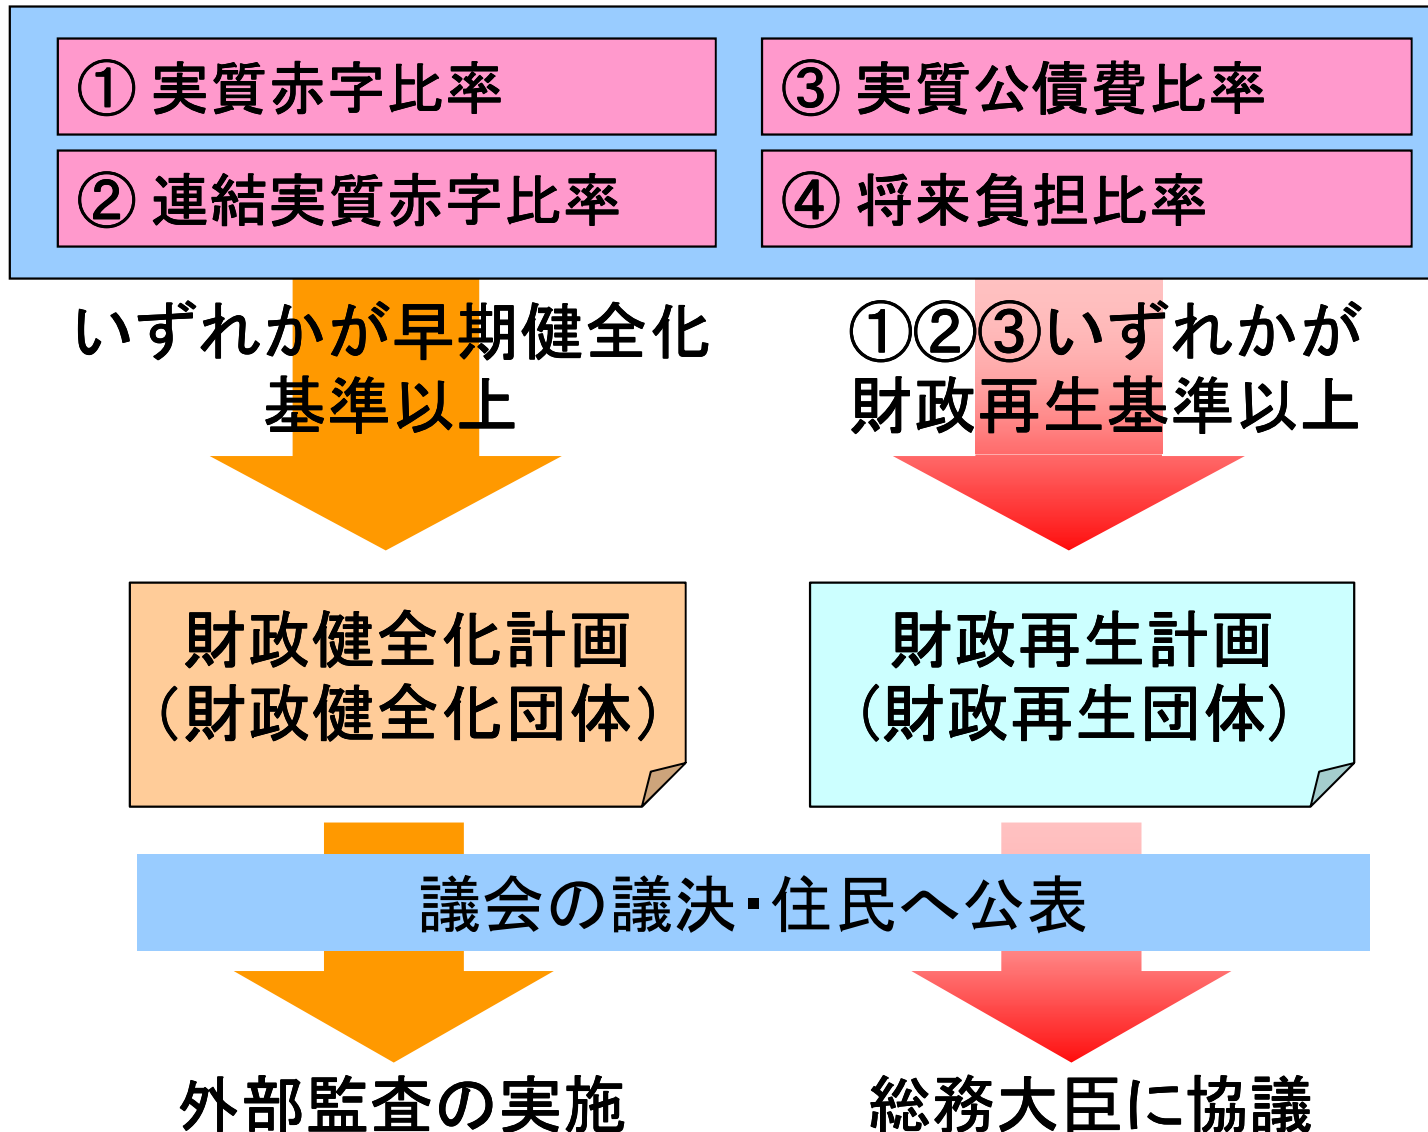 ① 実質赤字比率
② 連結実質赤字比率
③ 実質公債費比率
④ 将来負担比率
いずれかが早期健全化
基準以上
①②③いずれかが
財政再生基準以上
財政健全化計画
（財政健全化団体）
財政再生計画
（財政再生団体）
議会の議決・住民へ公表
外部監査の実施
総務大臣に協議